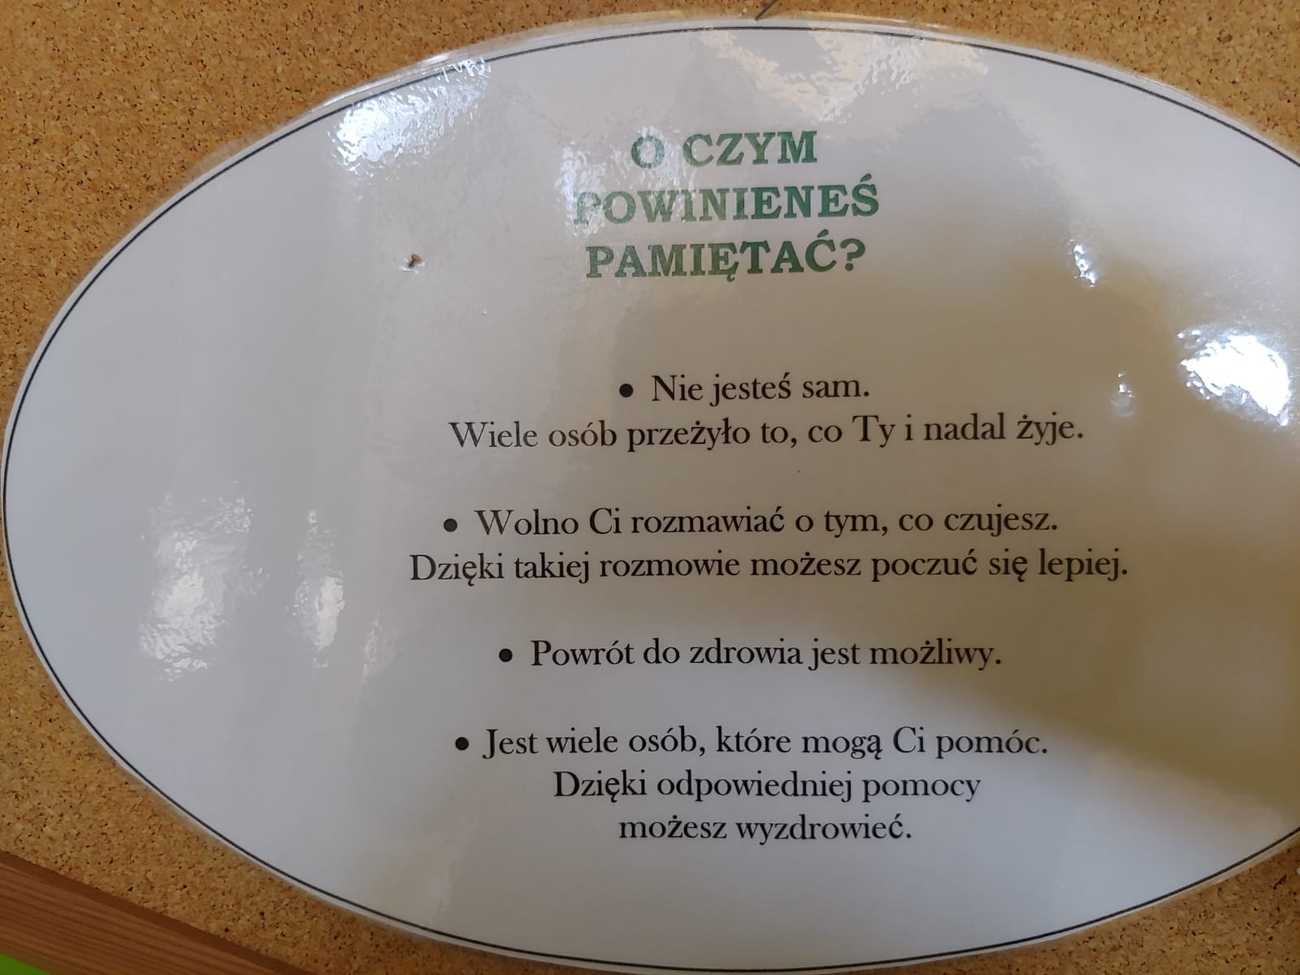 O CZYM
POWINIENEŚ
PAMIĘTAĆ?
• Nie jesteś sam.
Wiele osób przeżyło to, co Ty i nadal żyje.
• Wolno Ci rozmawiać o tym, co czujesz.
Dzięki takiej rozmowie możesz poczuć się lepiej.
• Powrót do zdrowia jest możliwy.
• Jest wiele osób, które mogą Ci pomóc.
Dzięki odpowiedniej pomocy
możesz wyzdrowieć.